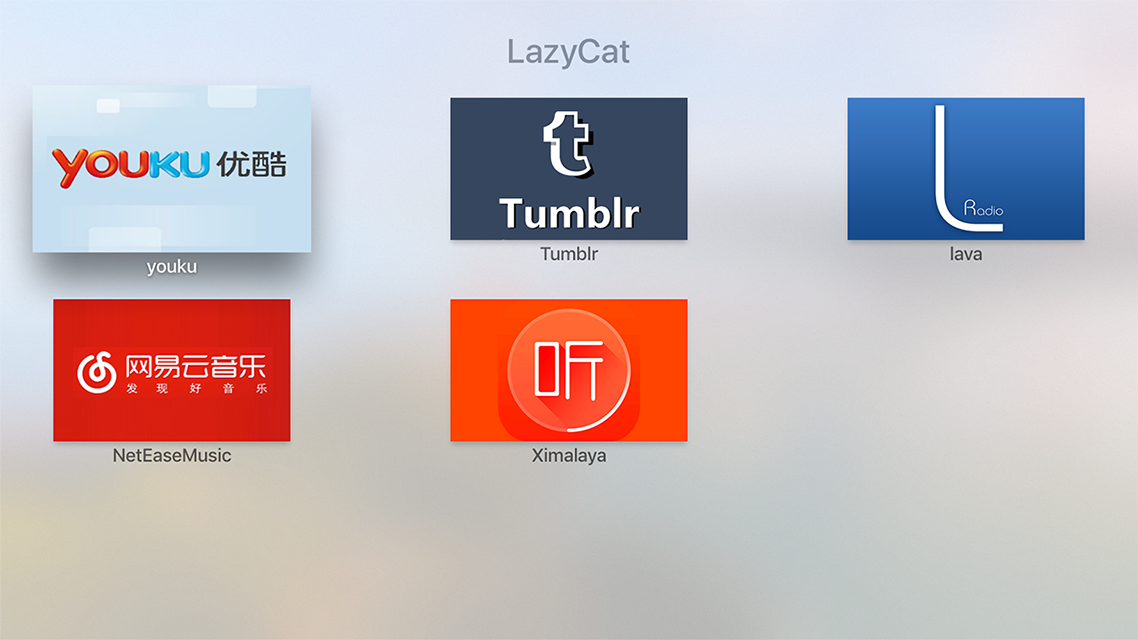 LazyCat
YOUKU 优酷
youku
t
Tumblr
Tumblr
L
Radio
lava
网易云音乐
发现好音乐
NetEaseMusic
听
Ximalaya